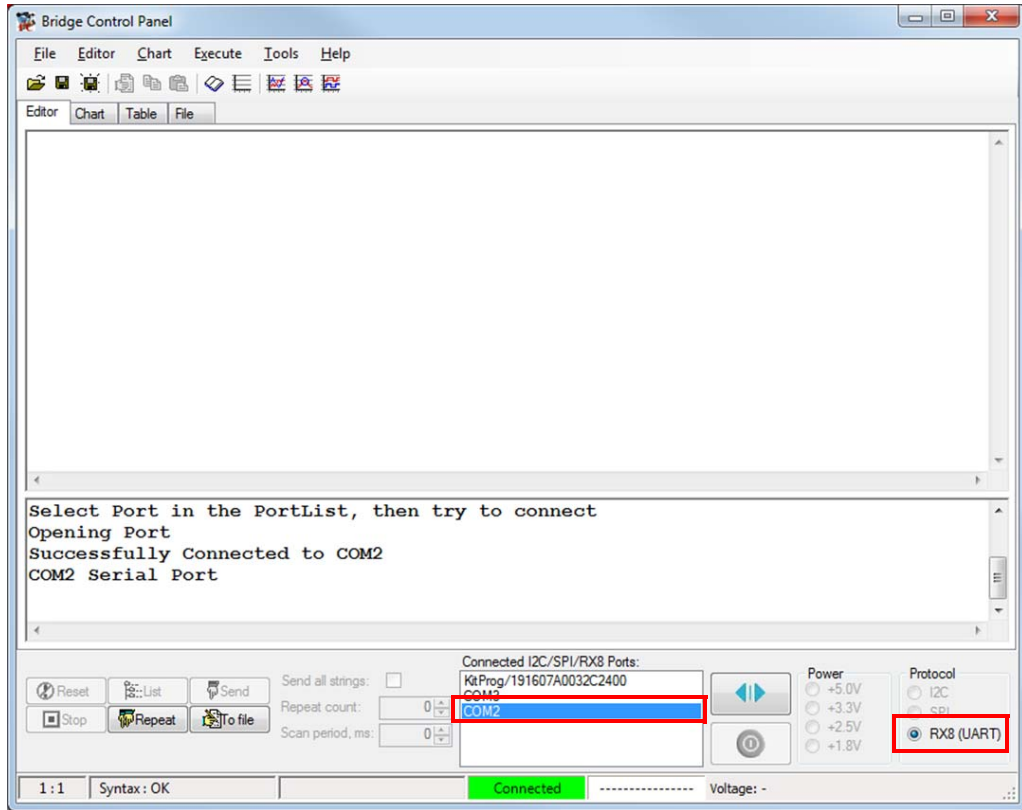 Bridge Control Panel
File Editor Chart Execute Tools Help
Editor Chart Table File
Select Port in the PortList, then try to connect
Opening Port
Successfully Connected to COM2
COM2 Serial Port
Connected I2C/SPI/RX8 Ports:
KitProg/191607A0032C2400
COM3
COM2
Reset List Send
Stop Repeat To file
Send all strings:
Repeat count: 0
Scan period, ms: 0
Power
+5.0V
+3.3V
+2.5V
+1.8V
Protocol
I2C
SPI
RX8 (UART)
1:1 Syntax : OK Connected ---------------- Voltage: -